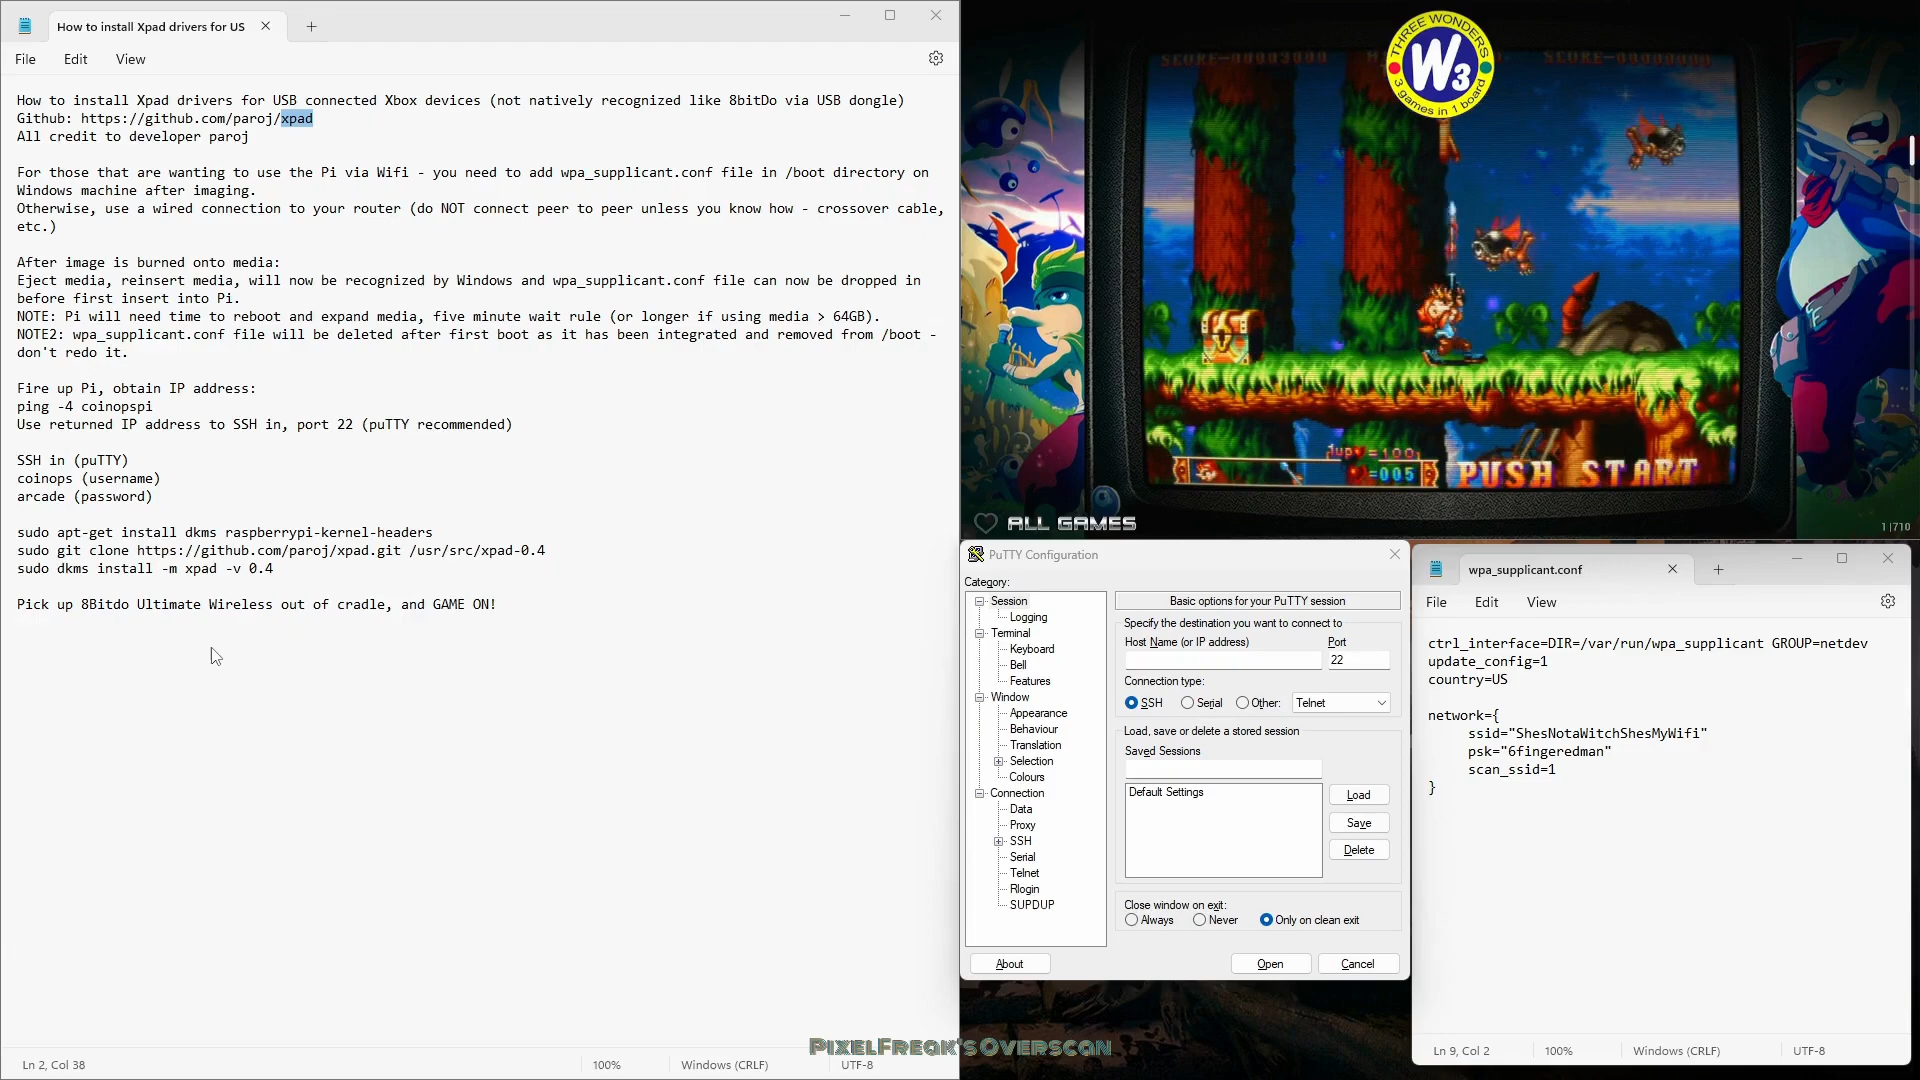 How to install Xpad drivers for US
File Edit View
How to install Xpad drivers for USB connected Xbox devices (not natively recognized like 8bitDo via USB dongle)
Github: https://github.com/paroj/xpad
All credit to developer paroj
For those that are wanting to use the Pi via Wifi - you need to add wpa_supplicant.conf file in /boot directory on
Windows machine after imaging.
Otherwise, use a wired connection to your router (do NOT connect peer to peer unless you know how - crossover cable,
etc.)
After image is burned onto media:
Eject media, reinsert media, will now be recognized by Windows and wpa_supplicant.conf file can now be dropped in
before first insert into Pi.
NOTE: Pi will need time to reboot and expand media, five minute wait rule (or longer if using media > 64GB).
NOTE2: wpa_supplicant.conf file will be deleted after first boot as it has been integrated and removed from /boot -
don't redo it.
Fire up Pi, obtain IP address:
ping -4 coinopspi
Use returned IP address to SSH in, port 22 (puTTY recommended)
SSH in (puTTY)
coinops (username)
arcade (password)
sudo apt-get install dkms raspberrypi-kernel-headers
sudo git clone https://github.com/paroj/xpad.git /usr/src/xpad-0.4
sudo dkms install -m xpad -v 0.4
Pick up 8Bitdo Ultimate Wireless out of cradle, and GAME ON!
Ln 2, Col 38 100% Windows (CRLF) UTF-8
THREE WONDERS
W3
3 games in 1 board
1up =100
=005
PUSH START
ALL GAMES
1|710
PuTTY Configuration
Category:
Session
Logging
Terminal
Keyboard
Bell
Features
Window
Appearance
Behaviour
Translation
Selection
Colours
Connection
Data
Proxy
SSH
Serial
Telnet
Rlogin
SUPDUP
Basic options for your PuTTY session
Specify the destination you want to connect to
Host Name (or IP address) Port
22
Connection type:
SSH Serial Other: Telnet
Load, save or delete a stored session
Saved Sessions
Default Settings
Load
Save
Delete
Close window on exit:
Always Never Only on clean exit
About Open Cancel
wpa_supplicant.conf
File Edit View
ctrl_interface=DIR=/var/run/wpa_supplicant GROUP=netdev
update_config=1
country=US
network={
ssid="ShesNotaWitchShesMyWifi"
psk="6fingeredman"
scan_ssid=1
}
Ln 9, Col 2 100% Windows (CRLF) UTF-8
PixelFreak's Overscan